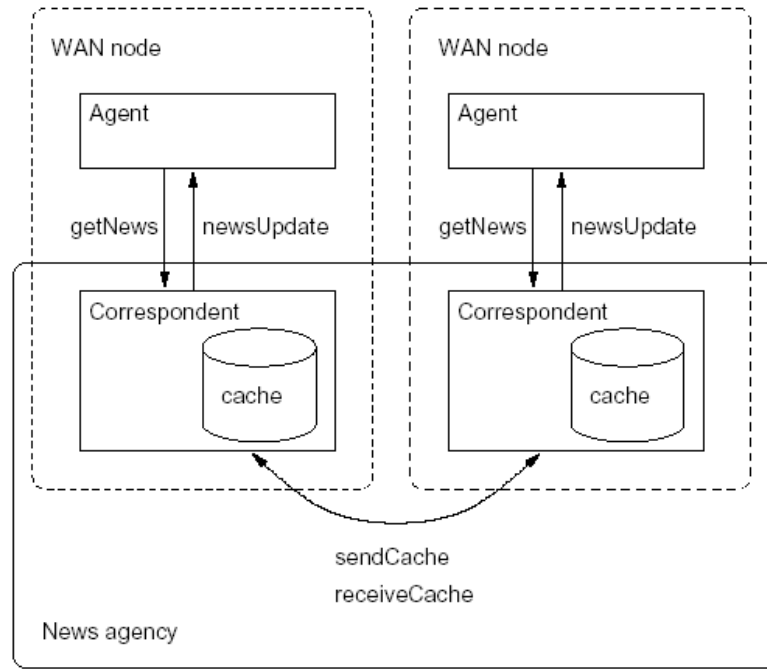 WAN node
Agent
getNews
newsUpdate
Correspondent
cache
WAN node
Agent
getNews
newsUpdate
Correspondent
cache
sendCache
receiveCache
News agency